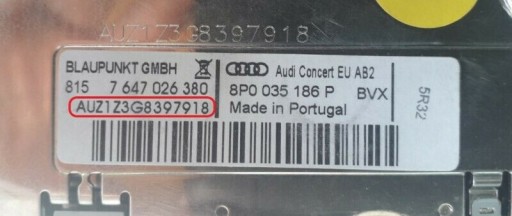 AUZ1Z3G8397918
BLAUPUNKT GMBH
Audi Concert EU AB2
815 7 647 026 380
8P0 035 186 P BVX
AUZ1Z3G8397918
Made in Portugal
5R32